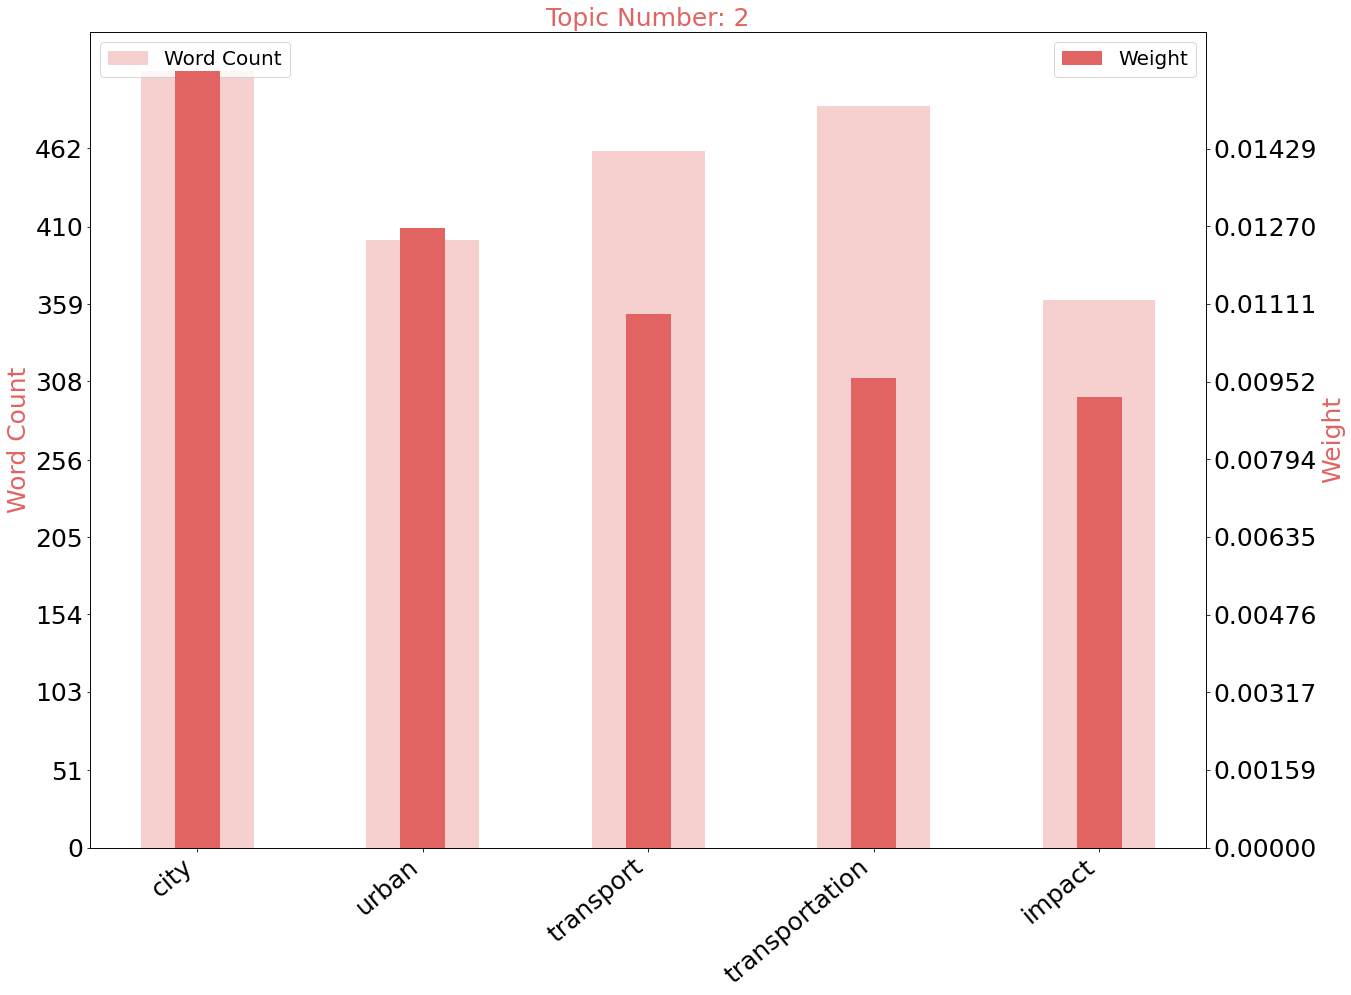 Topic Number: 2
Word Count
Weight
462
410
359
308
256
205
154
103
51
0
Word Count
0.01429
0.01270
0.01111
0.00952
0.00794
0.00635
0.00476
0.00317
0.00159
0.00000
Weight
city
urban
transport
transportation
impact